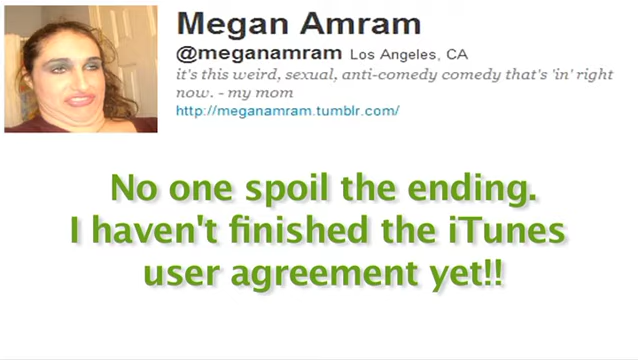 Megan Amram
@meganamram Los Angeles, CA
it's this weird, sexual, anti-comedy comedy that's 'in' right
now. - my mom
http://meganamram.tumblr.com/
No one spoil the ending.
I haven't finished the iTunes
user agreement yet!!